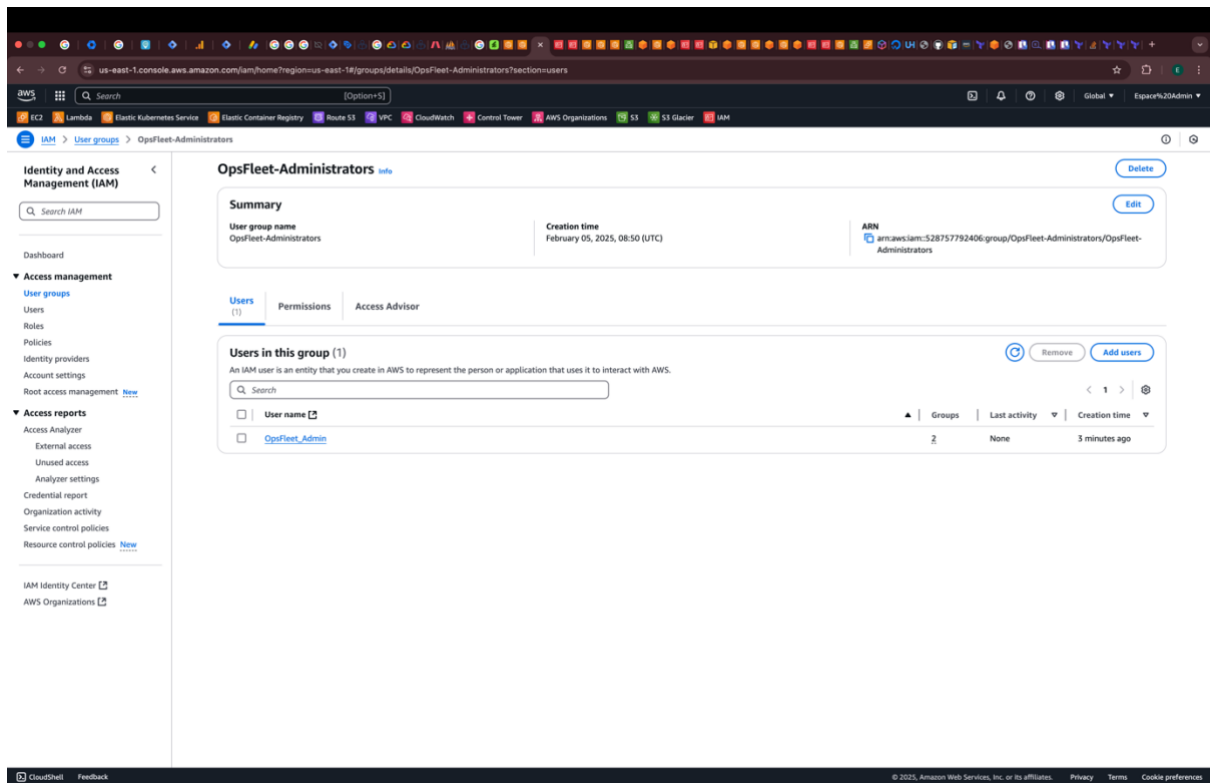 us-east-1.console.aws.amazon.com/iam/home?region=us-east-1#/groups/details/OpsFleet-Administrators?section=users
E
aws
Search
[Option+S]
Global
Espace%20Admin
EC2
Lambda
Elastic Kubernetes Service
Elastic Container Registry
Route 53
VPC
CloudWatch
Control Tower
AWS Organizations
S3
S3 Glacier
IAM
IAM > User groups > OpsFleet-Administrators
Identity and Access Management (IAM)
Search IAM
Dashboard
Access management
User groups
Users
Roles
Policies
Identity providers
Account settings
Root access management New
Access reports
Access Analyzer
External access
Unused access
Analyzer settings
Credential report
Organization activity
Service control policies
Resource control policies New
IAM Identity Center
AWS Organizations
OpsFleet-Administrators Info
Delete
Summary
Edit
User group name
OpsFleet-Administrators
Creation time
February 05, 2025, 08:50 (UTC)
ARN
arn:aws:iam::528757792406:group/OpsFleet-Administrators/OpsFleet-
Administrators
Users
(1)
Permissions
Access Advisor
Users in this group (1)
Remove
Add users
An IAM user is an entity that you create in AWS to represent the person or application that uses it to interact with AWS.
Search
1
User name
Groups
Last activity
Creation time
OpsFleet_Admin
2
None
3 minutes ago
CloudShell
Feedback
© 2025, Amazon Web Services, Inc. or its affiliates.
Privacy
Terms
Cookie preferences